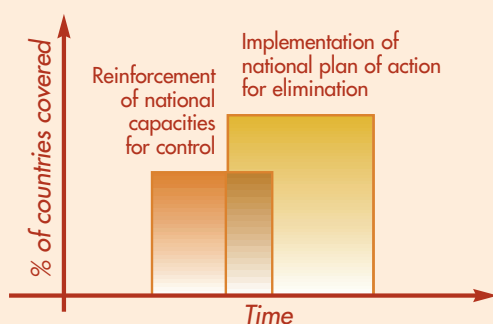 Implementation of
national plan of action
for elimination
Reinforcement
of national
capacities
for control
% of countries covered
Time